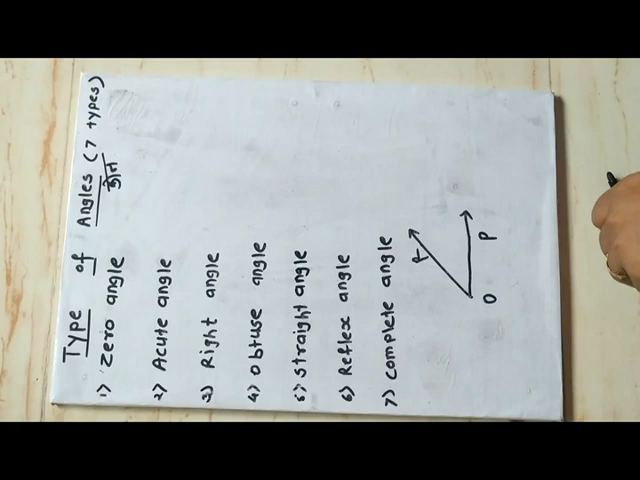 Type of Angles (7 types)
कोन
1) Zero angle
2) Acute angle
3) Right angle
4) Obtuse angle
5) straight angle
6) Reflex angle
7) complete angle
O P